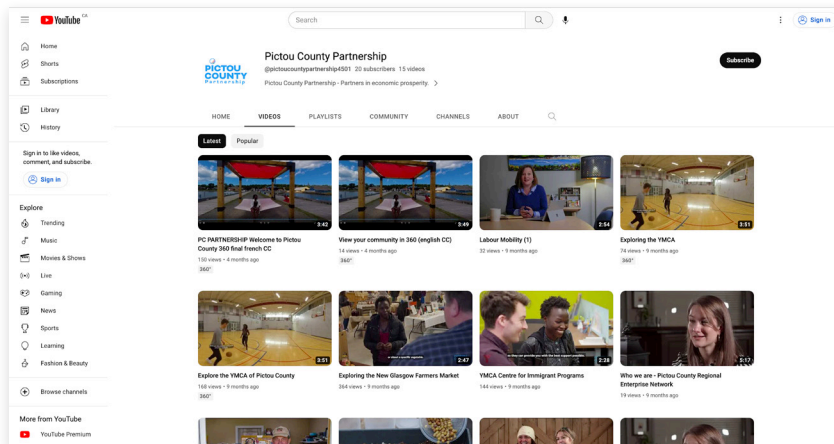 YouTube CA
Search
Sign in
Home
Shorts
Subscriptions
Library
History
Sign in to like videos,
comment, and subscribe.
Sign in
Explore
Trending
Music
Movies & Shows
Live
Gaming
News
Sports
Learning
Fashion & Beauty
Browse channels
More from YouTube
YouTube Premium
PICTOU
COUNTY
Partnership
Pictou County Partnership
@pictoucountypartnership4501 20 subscribers 15 videos
Pictou County Partnership - Partners in economic prosperity.
Subscribe
HOME VIDEOS PLAYLISTS COMMUNITY CHANNELS ABOUT
Latest Popular
3:42
PC PARTNERSHIP Welcome to Pictou
County 360 final french CC
150 views • 4 months ago
360°
3:49
View your community in 360 (english CC)
14 views • 4 months ago
360°
2:54
Labour Mobility (1)
32 views • 9 months ago
3:51
Exploring the YMCA
74 views • 9 months ago
360°
3:51
Explore the YMCA of Pictou County
168 views • 9 months ago
360°
2:47
Exploring the New Glasgow Farmers Market
364 views • 9 months ago
2:38
YMCA Centre for Immigrant Programs
144 views • 9 months ago
5:17
Who we are - Pictou County Regional
Enterprise Network
19 views • 9 months ago